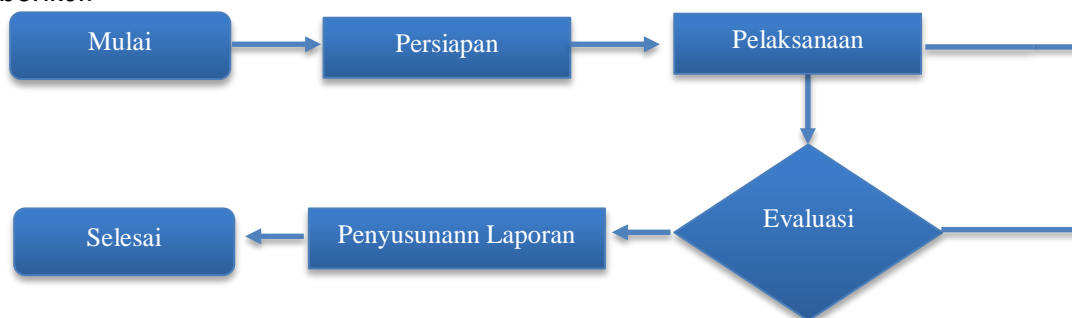 Mulai
Persiapan
Pelaksanaan
Evaluasi
Penyusunann Laporan
Selesai